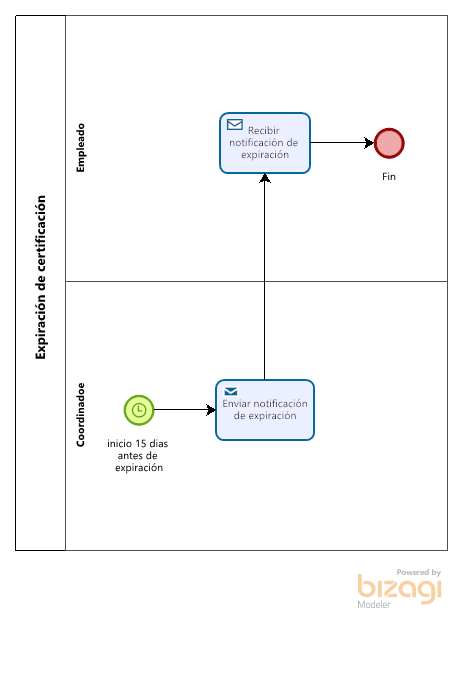 Expiración de certificación
Empleado
Recibir
notificación de
expiración
Fin
Coordinadoe
inicio 15 dias
antes de
expiración
Enviar notificación
de expiración
Powered by
bizagi
Modeler